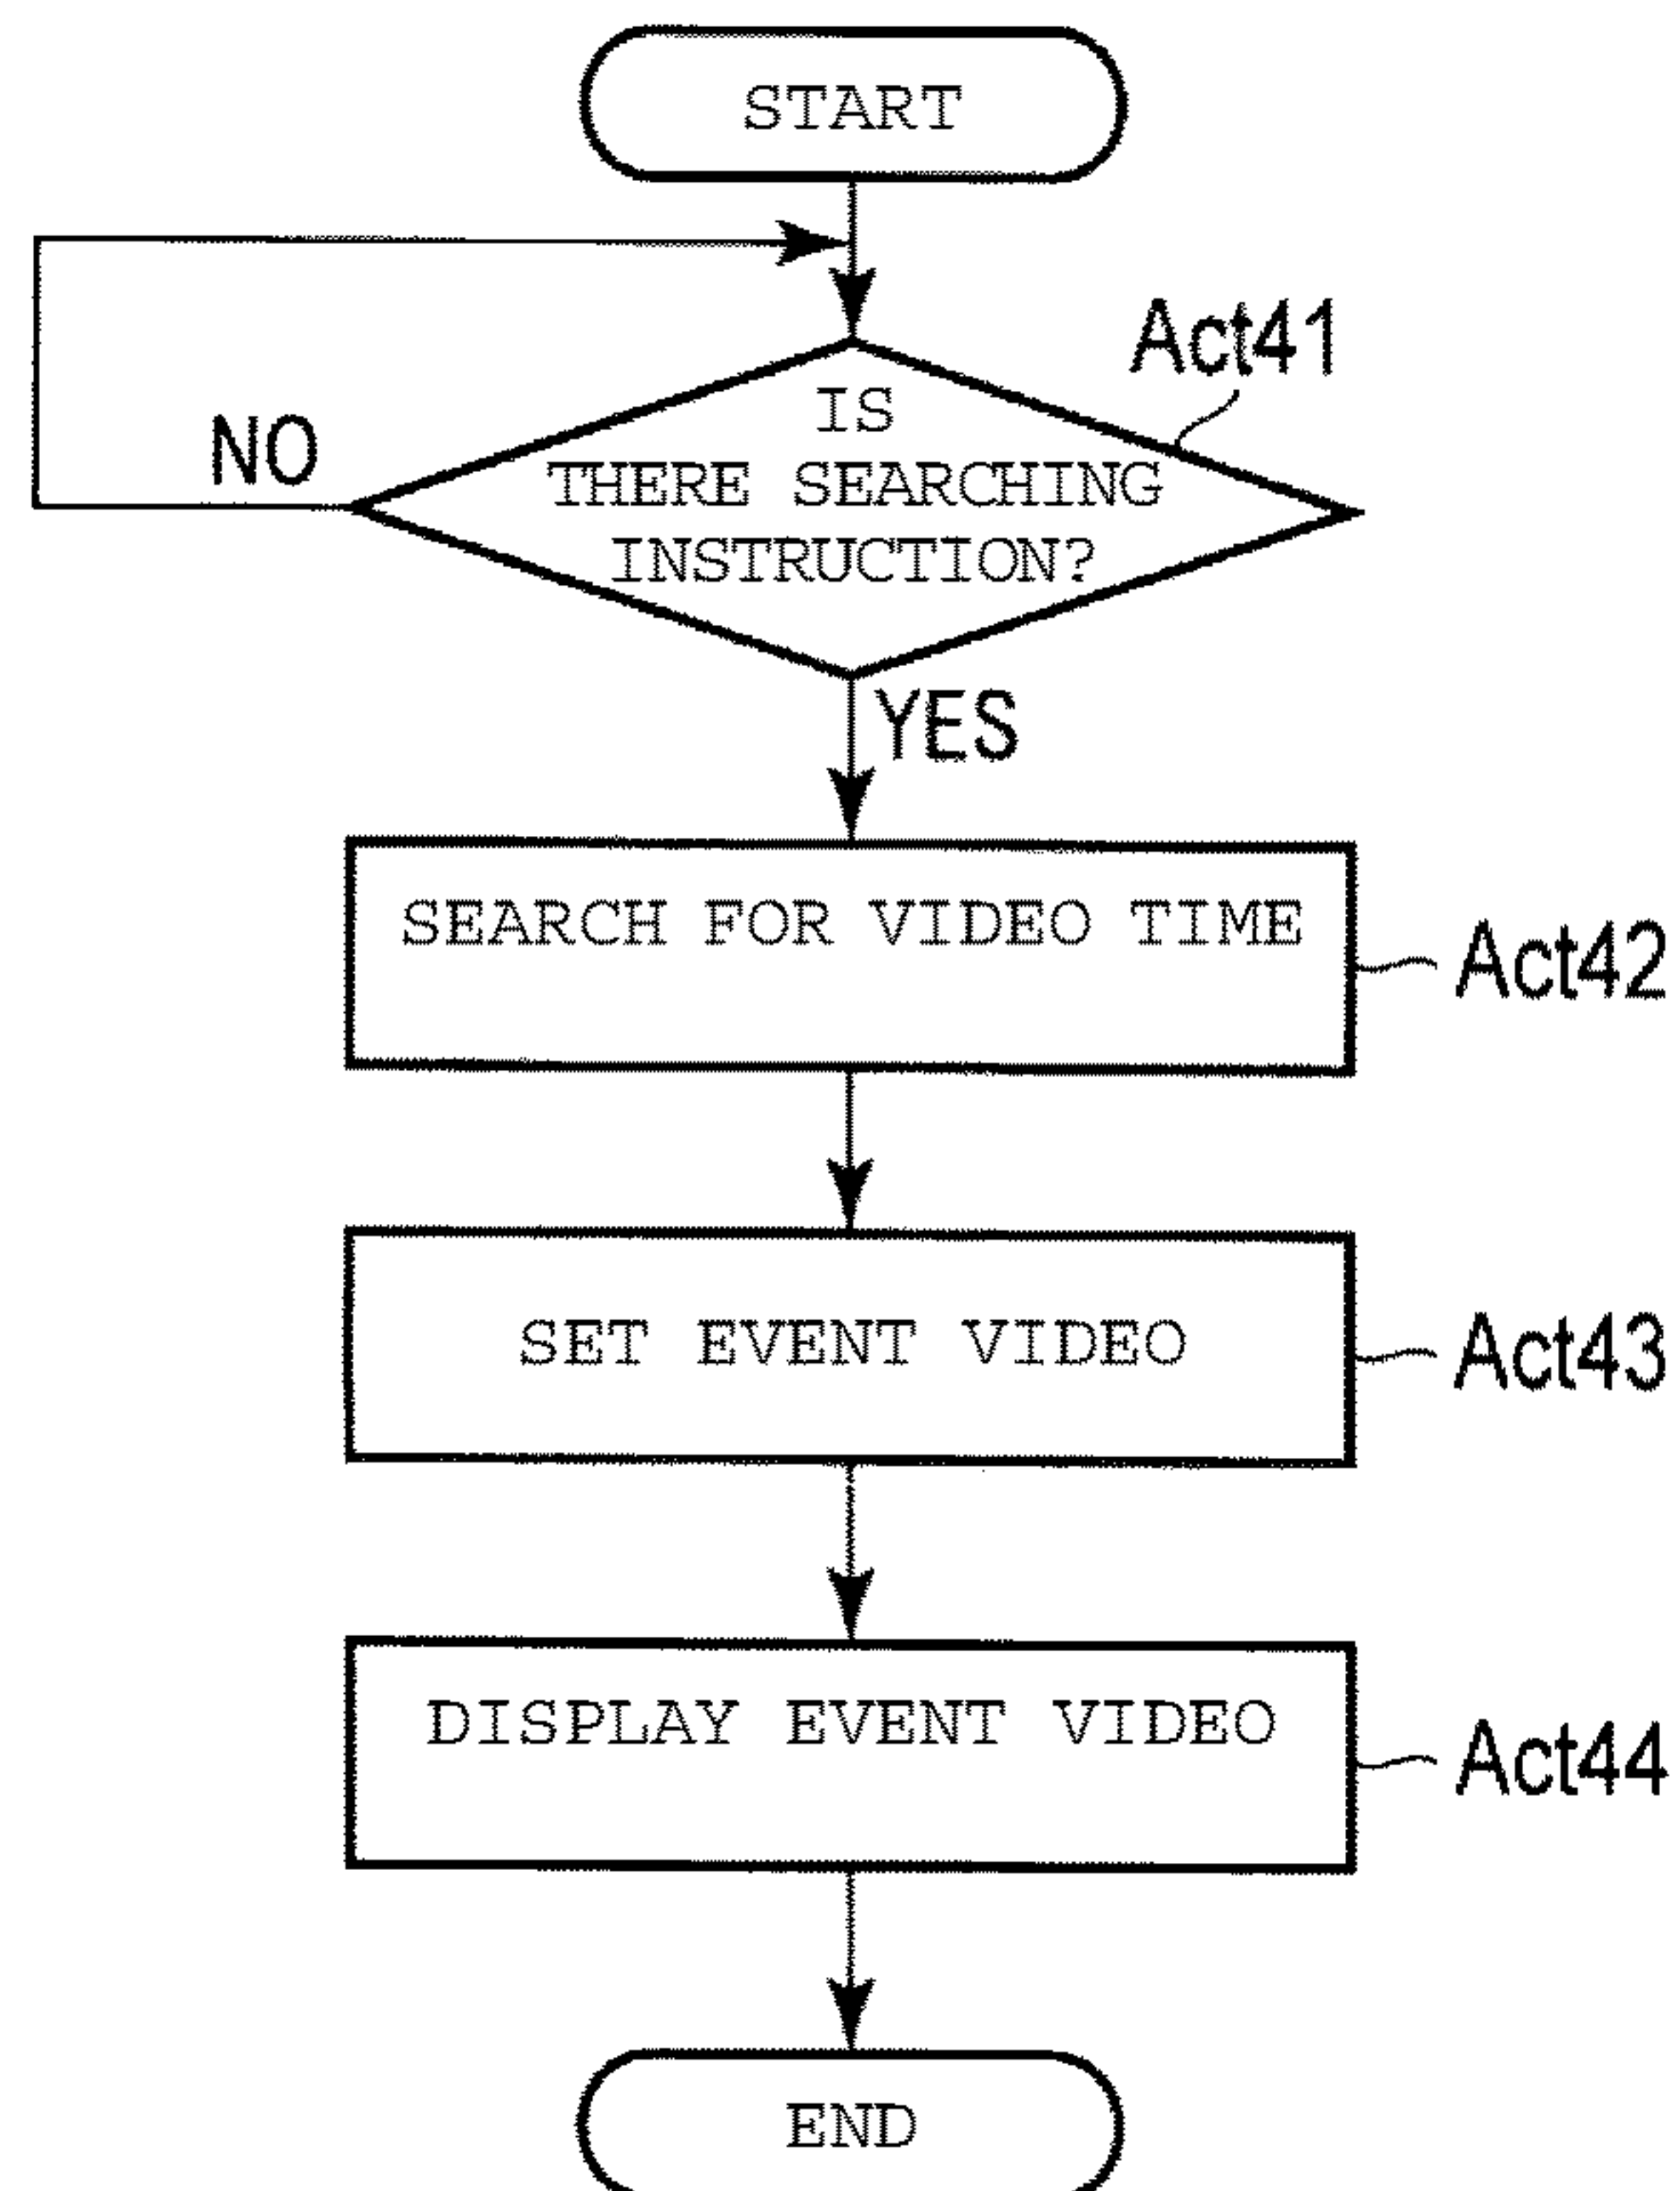 START
Act41
IS
NO
THERE SEARCHING
INSTRUCTION?
YES
SEARCH FOR VIDEO TIME
Act42
SET EVENT VIDEO
Act43
DISPLAY EVENT VIDEO
Act44
END